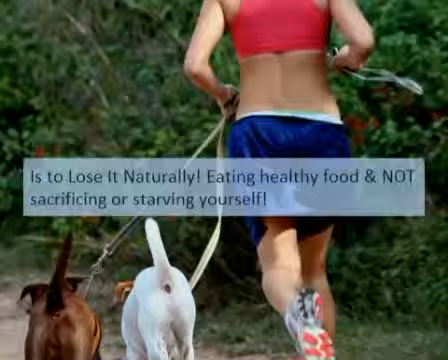 Is to Lose It Naturally! Eating healthy food & NOT
sacrificing or starving yourself!